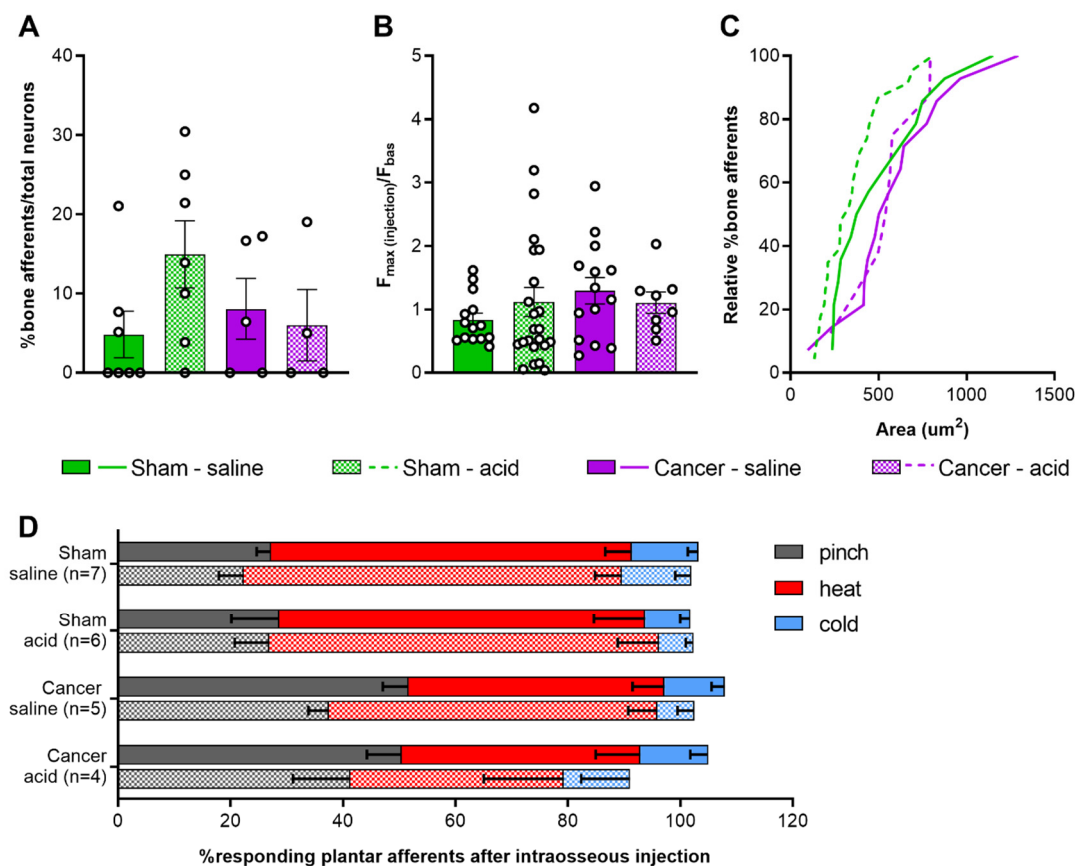 A
%bone afferents/total neurons
40
30
20
10
0
B
Fmax (injection)/Fbas
5
4
3
2
1
0
C
Relative %bone afferents
100
80
60
40
20
0
0
500
1000
1500
Area (um²)
Sham - saline
Sham - acid
Cancer - saline
Cancer - acid
D
Sham
saline (n=7)
Sham
acid (n=6)
Cancer
saline (n=5)
Cancer
acid (n=4)
0
20
40
60
80
100
120
%responding plantar afferents after intraosseous injection
pinch
heat
cold